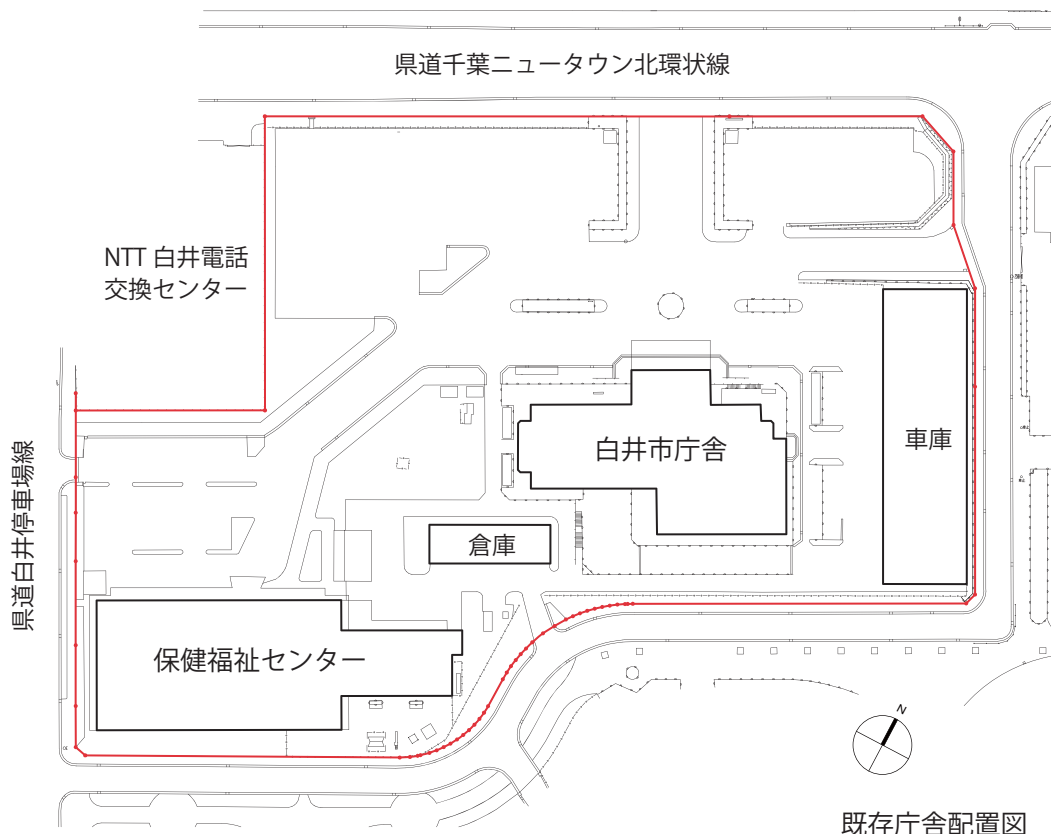 県道千葉ニュータウン北環状線
NTT 白井電話
交換センター
県道白井停車場線
白井市庁舎
車庫
倉庫
保健福祉センター
N
既存庁舎配置図